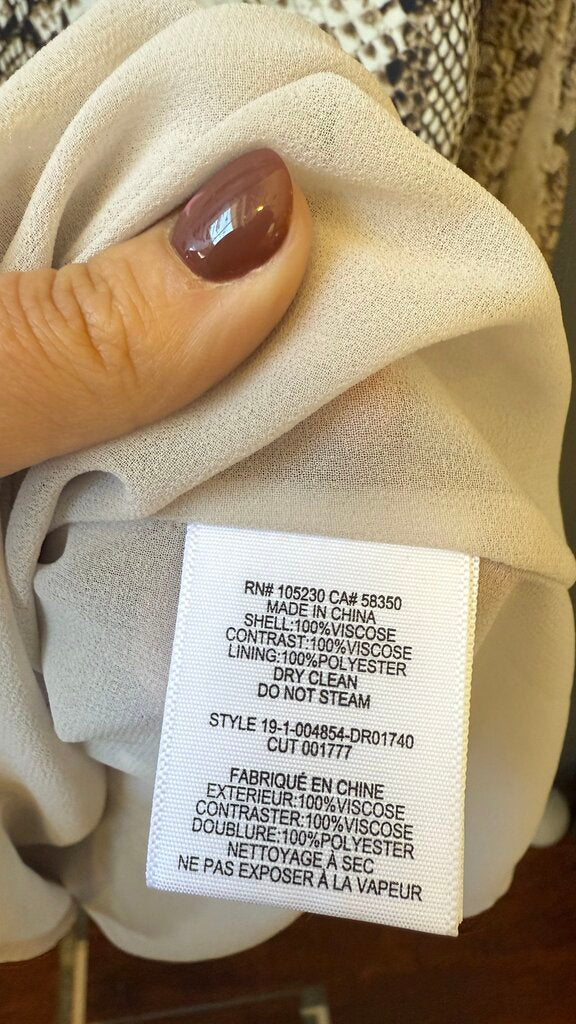 RN# 105230 CA# 58350
MADE IN CHINA
SHELL:100%VISCOSE
CONTRAST:100%VISCOSE
LINING:100%POLYESTER
DRY CLEAN
DO NOT STEAM
STYLE 19-1-004854-DR01740
CUT 001777
FABRIQUÉ EN CHINE
EXTERIEUR:100%VISCOSE
CONTRASTER:100%VISCOSE
DOUBLURE:100%POLYESTER
NETTOYAGE À SEC
NE PAS EXPOSER À LA VAPEUR